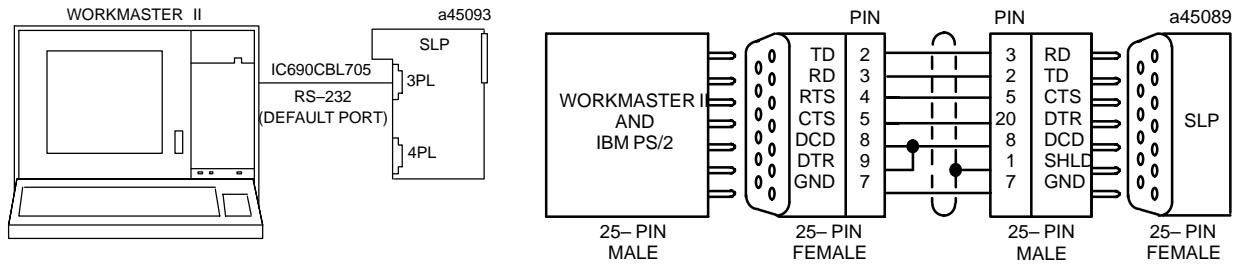 WORKMASTER II
a45093
SLP
IC690CBL705
3PL
RS–232
(DEFAULT PORT)
4PL
PIN
PIN
a45089
TD 2
3 RD
RD 3
2 TD
RTS 4
5 CTS
CTS 5
20 DTR
DCD 8
8 DCD
DTR 9
1 SHLD
GND 7
7 GND
WORKMASTER II
AND
IBM PS/2
SLP
25– PIN
MALE
25– PIN
FEMALE
25– PIN
MALE
25– PIN
FEMALE